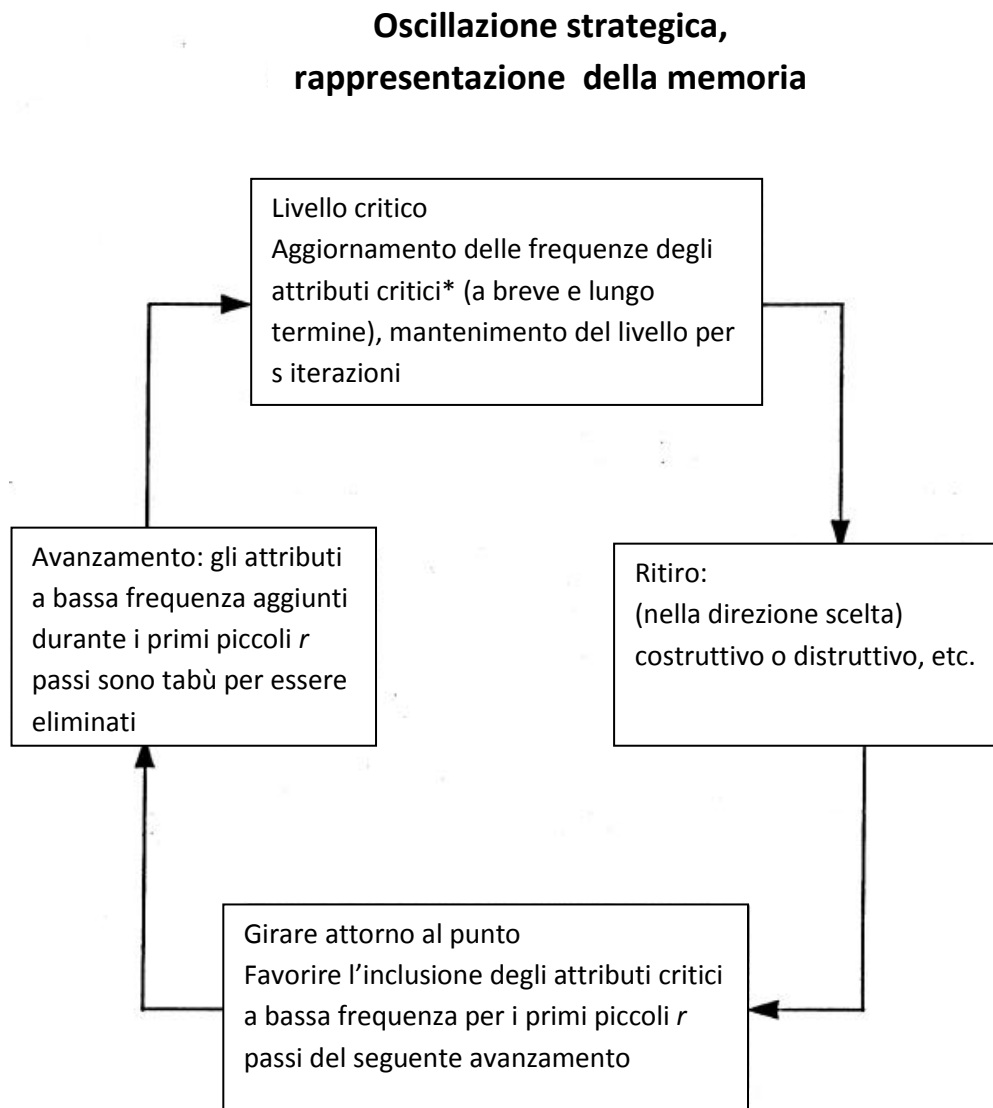 Oscillazione strategica,
rappresentazione della memoria
Livello critico
Aggiornamento delle frequenze degli
attributi critici* (a breve e lungo
termine), mantenimento del livello per
s iterazioni
Avanzamento: gli attributi
a bassa frequenza aggiunti
durante i primi piccoli r
passi sono tabù per essere
eliminati
Ritiro:
(nella direzione scelta)
costruttivo o distruttivo, etc.
Girare attorno al punto
Favorire l’inclusione degli attributi critici
a bassa frequenza per i primi piccoli r
passi del seguente avanzamento